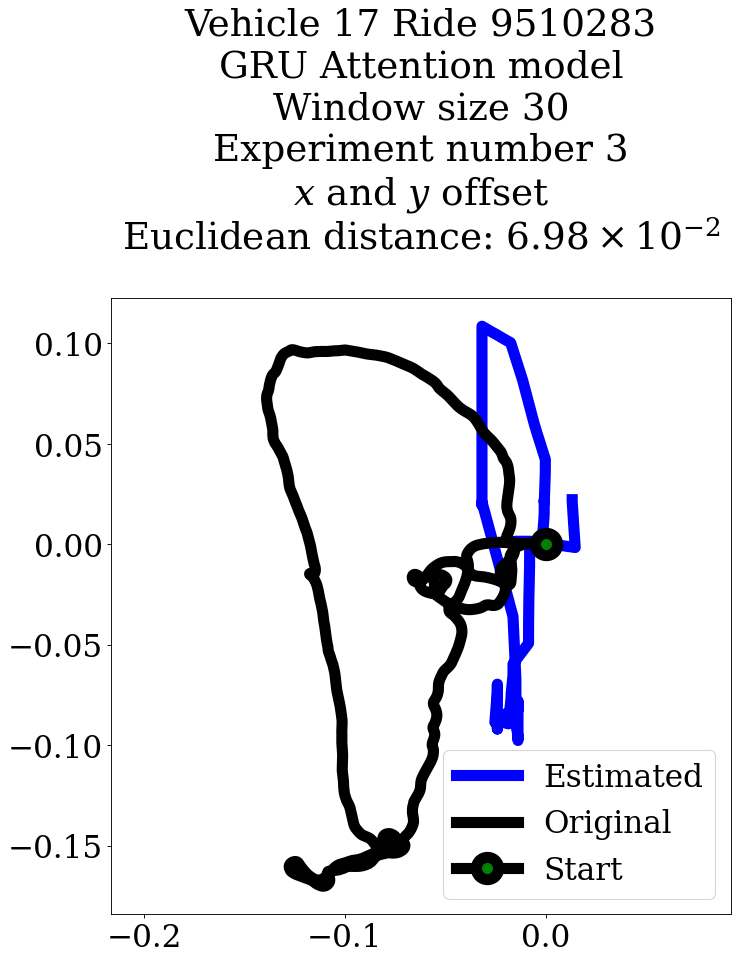 Vehicle 17 Ride 9510283
GRU Attention model
Window size 30
Experiment number 3
x and y offset
Euclidean distance: 6.98 × 10⁻²
0.10
0.05
0.00
−0.05
−0.10
−0.15
Estimated
Original
Start
−0.2 −0.1 0.0